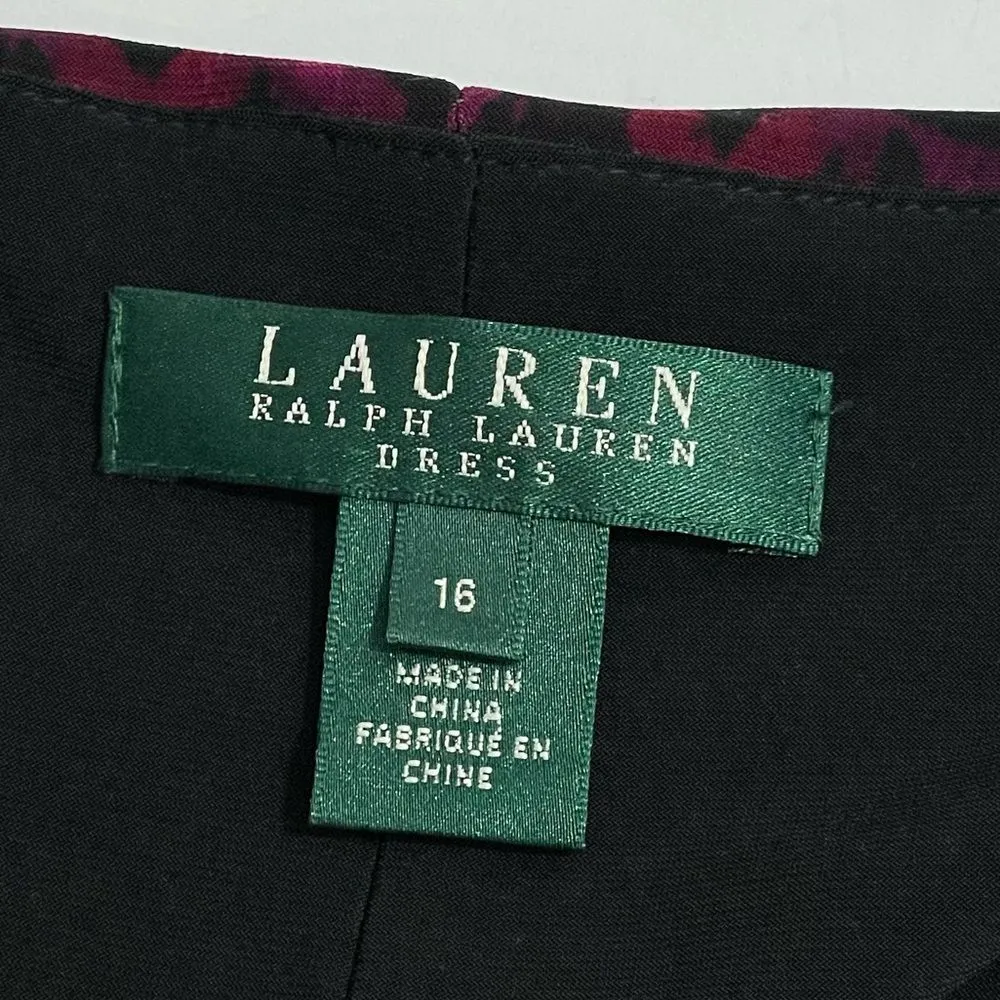 LAUREN
RALPH LAUREN
DRESS
16
MADE IN
CHINA
FABRIQUÉ EN
CHINE